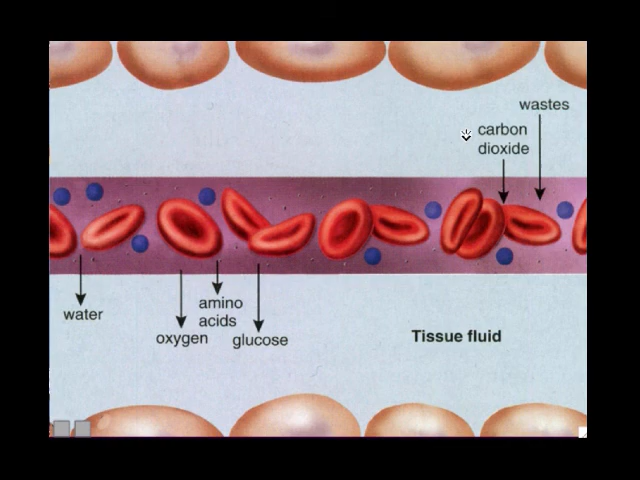 wastes
carbon
dioxide
water
amino
acids
oxygen
glucose
Tissue fluid